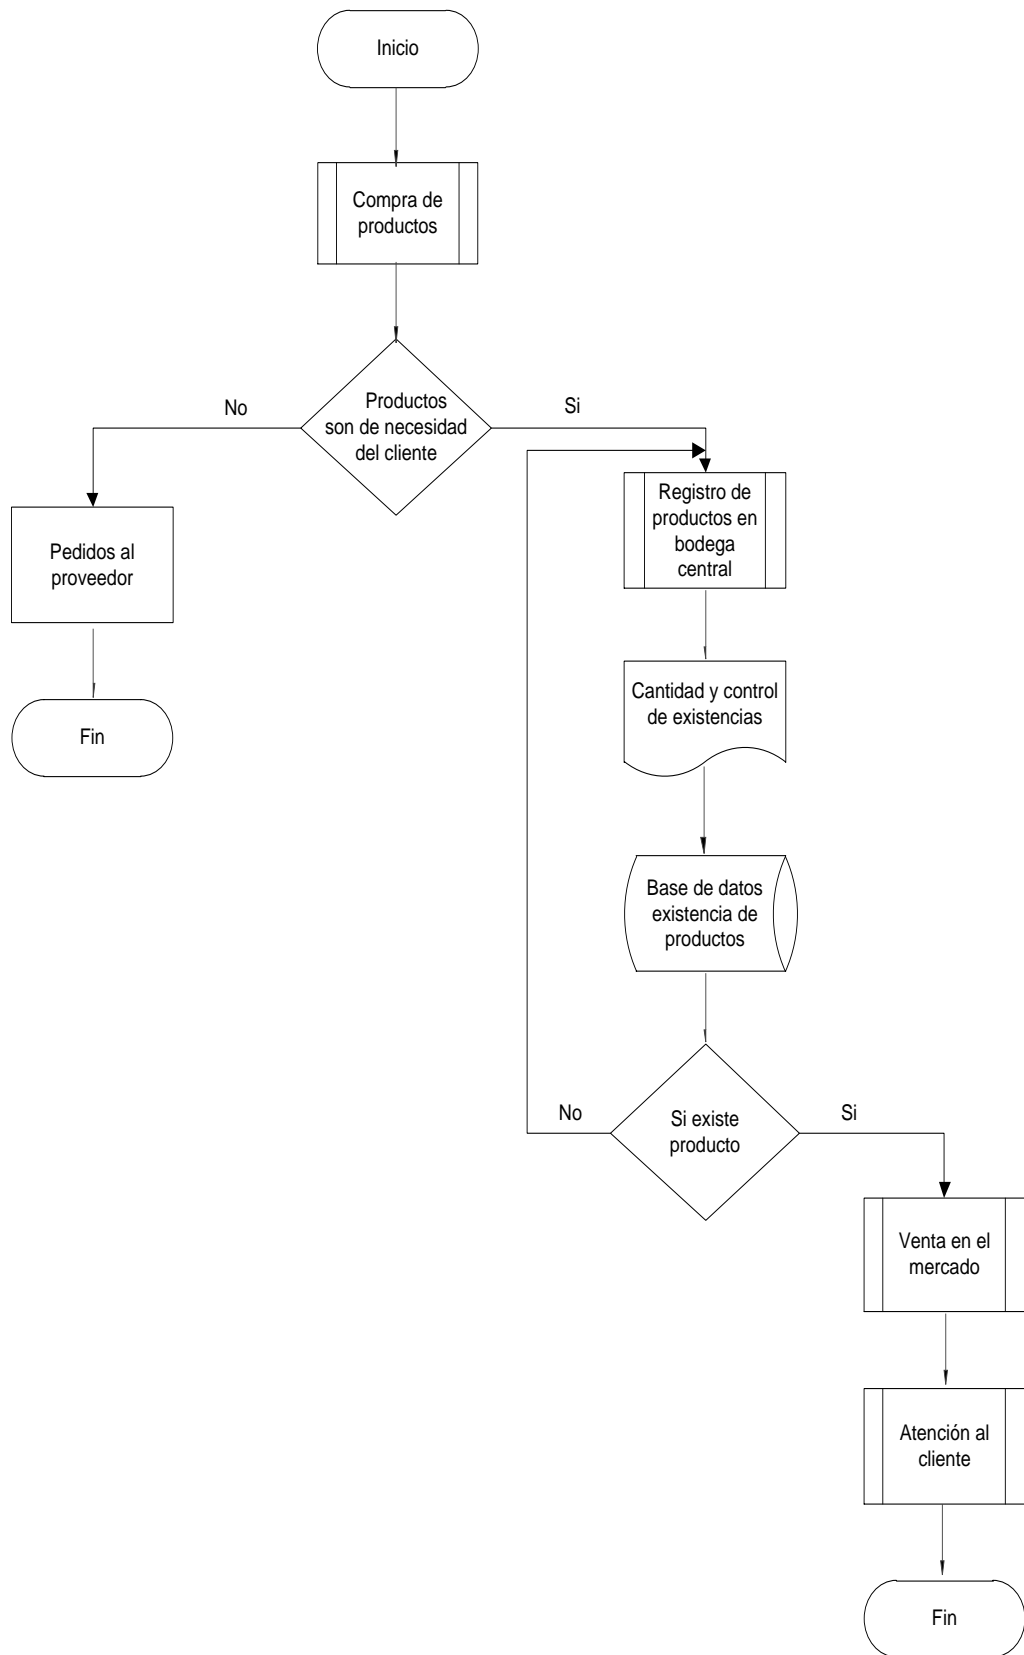 Inicio
Compra de
productos
Productos
son de necesidad
del cliente
No
Si
Pedidos al
proveedor
Fin
Registro de
productos en
bodega
central
Cantidad y control
de existencias
Base de datos
existencia de
productos
Si existe
producto
No
Si
Venta en el
mercado
Atención al
cliente
Fin